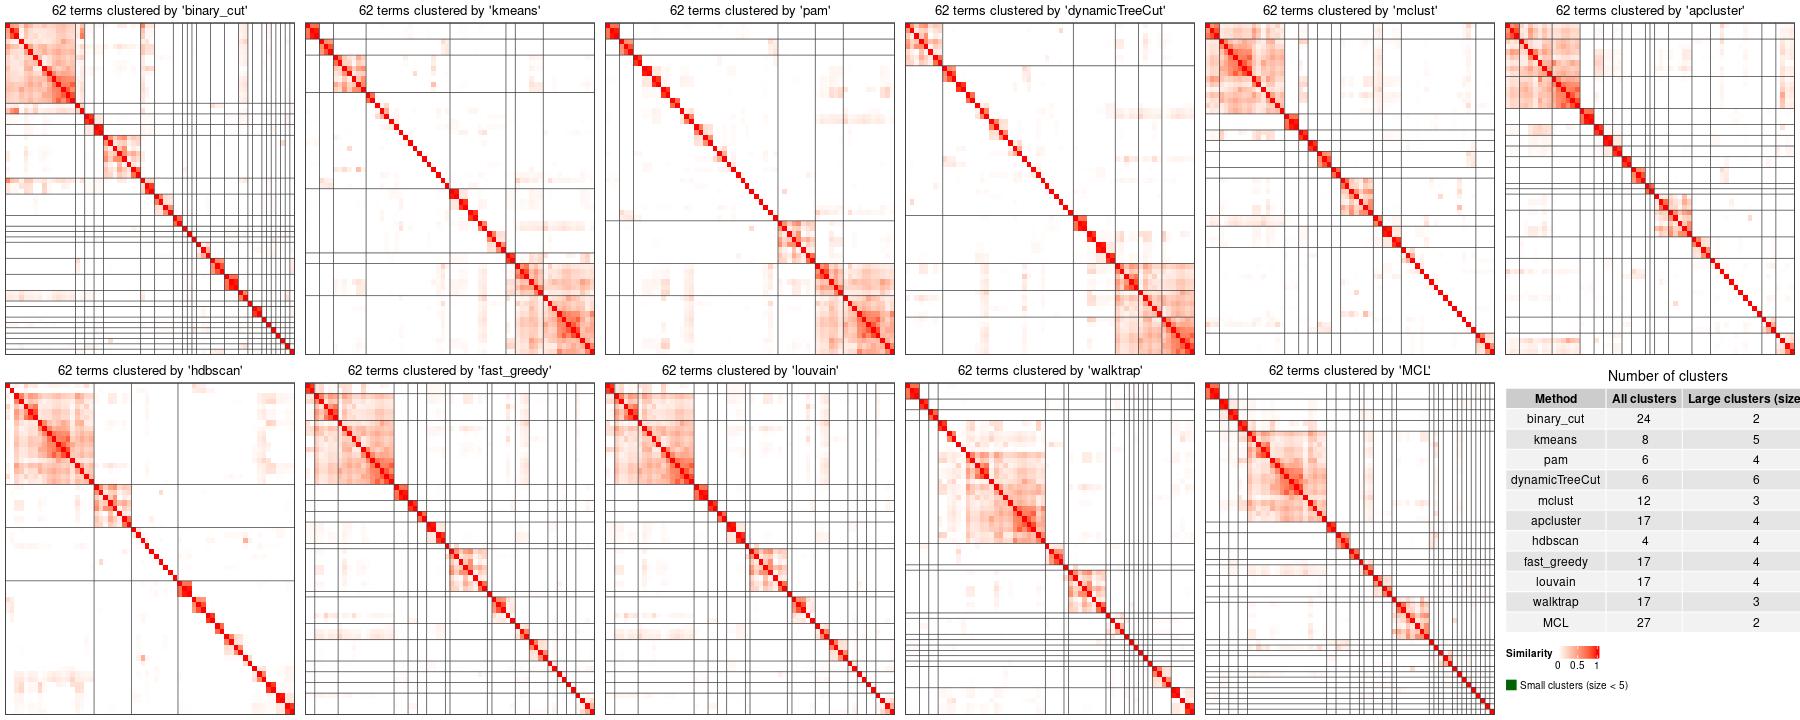 62 terms clustered by 'binary_cut'
62 terms clustered by 'kmeans'
62 terms clustered by 'pam'
62 terms clustered by 'dynamicTreeCut'
62 terms clustered by 'mclust'
62 terms clustered by 'apcluster'
62 terms clustered by 'hdbscan'
62 terms clustered by 'fast_greedy'
62 terms clustered by 'louvain'
62 terms clustered by 'walktrap'
62 terms clustered by 'MCL'
Number of clusters
Method All clusters Large clusters (size
binary_cut 24 2
kmeans 8 5
pam 6 4
dynamicTreeCut 6 6
mclust 12 3
apcluster 17 4
hdbscan 4 4
fast_greedy 17 4
louvain 17 4
walktrap 17 3
MCL 27 2
Similarity
0 0.5 1
Small clusters (size < 5)